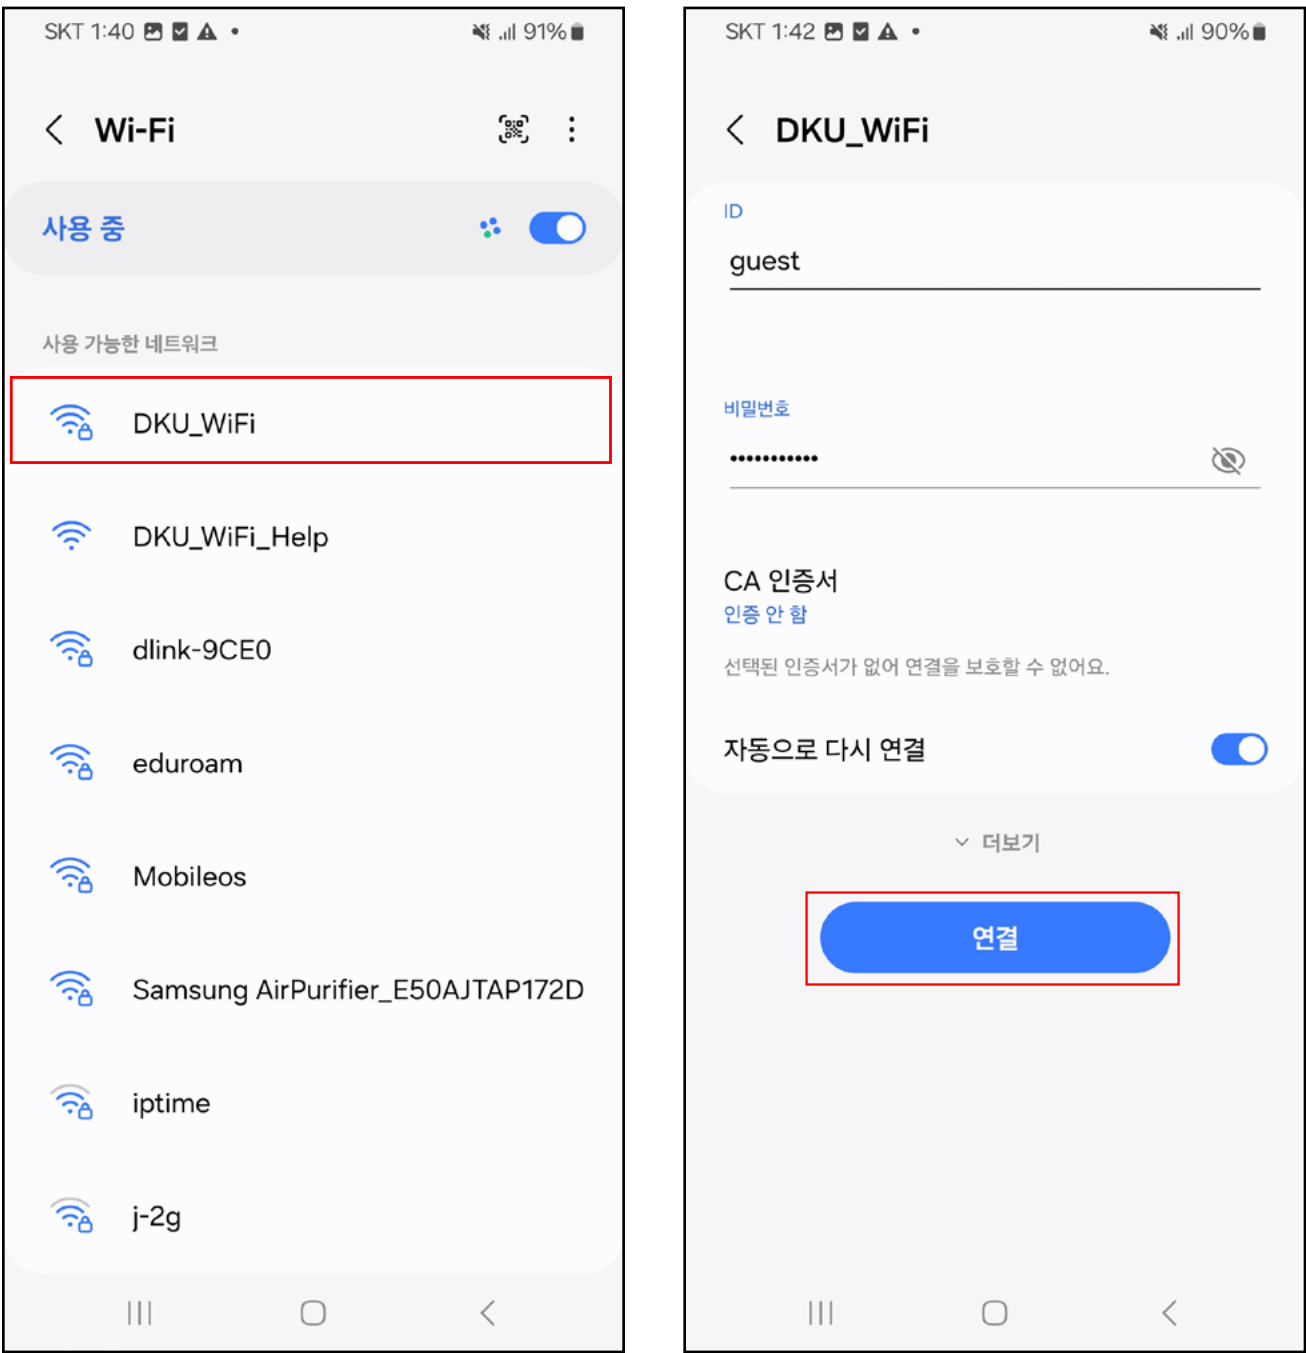 SKT 1:40
91%
Wi-Fi
사용 중
사용 가능한 네트워크
DKU_WiFi
DKU_WiFi_Help
dlink-9CE0
eduroam
Mobileos
Samsung AirPurifier_E50AJTAP172D
iptime
j-2g
SKT 1:42
90%
DKU_WiFi
ID
guest
비밀번호
•••••••••••
CA 인증서
인증 안 함
선택된 인증서가 없어 연결을 보호할 수 없어요.
자동으로 다시 연결
더보기
연결